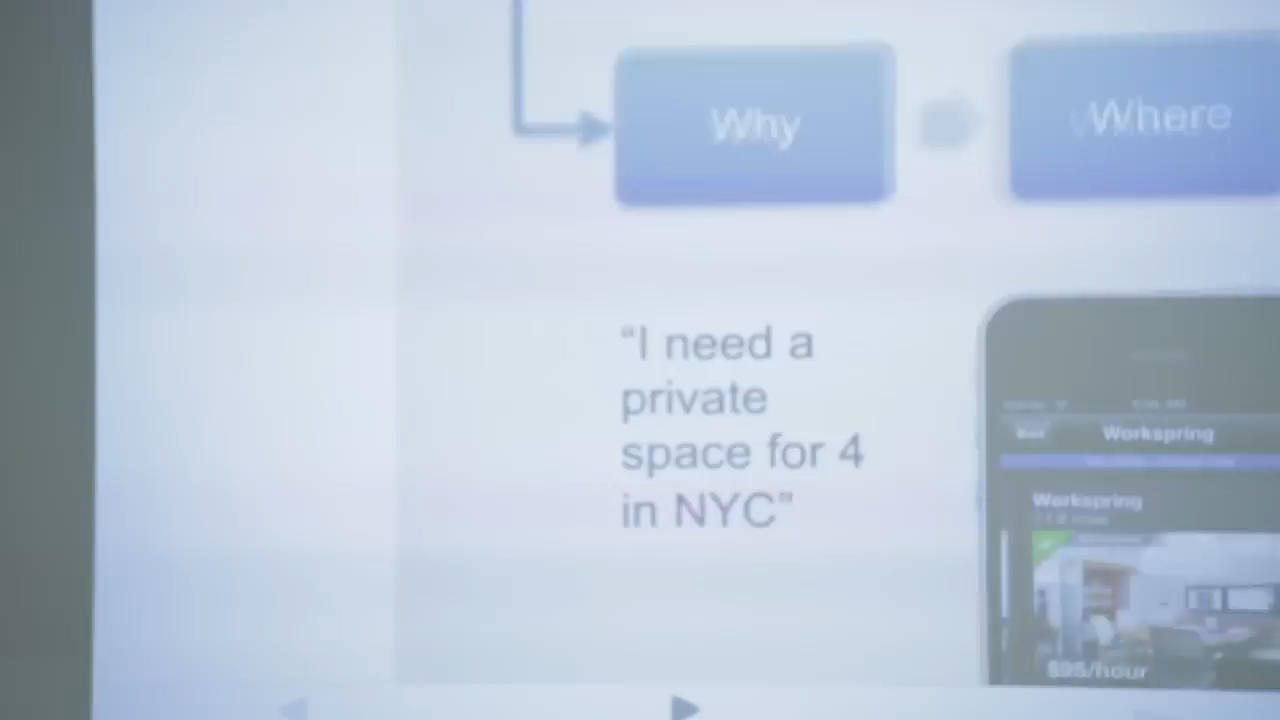 Why
Where
“I need a
private
space for 4
in NYC”
Workspring
Workspring
$95/hour